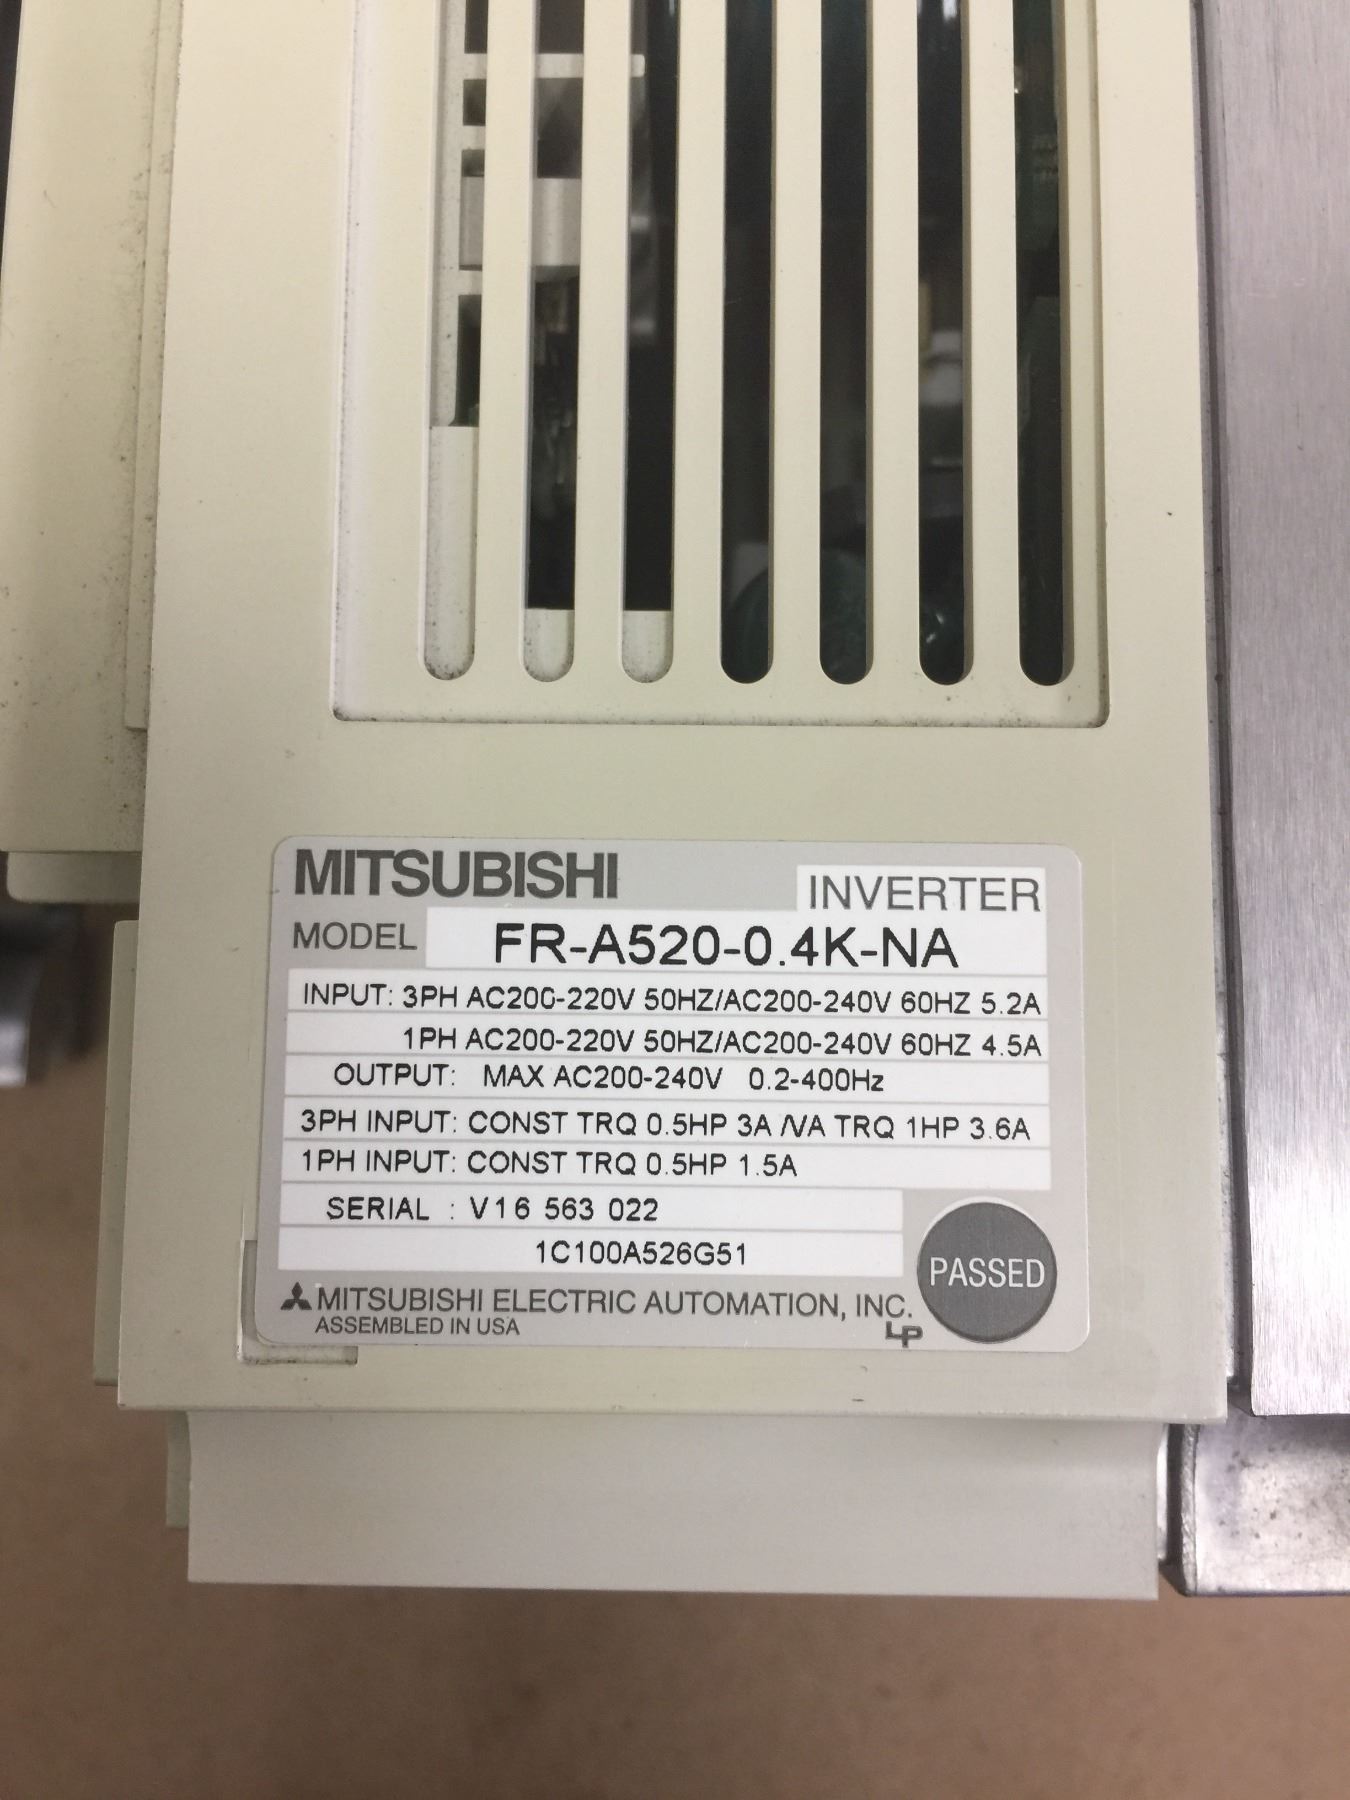 MITSUBISHI
INVERTER
MODEL FR-A520-0.4K-NA
INPUT: 3PH AC200-220V 50HZ/AC200-240V 60HZ 5.2A
1PH AC200-220V 50HZ/AC200-240V 60HZ 4.5A
OUTPUT: MAX AC200-240V 0.2-400Hz
3PH INPUT: CONST TRQ 0.5HP 3A /VA TRQ 1HP 3.6A
1PH INPUT: CONST TRQ 0.5HP 1.5A
SERIAL : V16 563 022
1C100A526G51
PASSED
MITSUBISHI ELECTRIC AUTOMATION, INC.
ASSEMBLED IN USA
LP